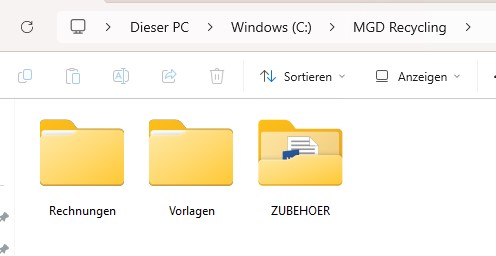 Dieser PC > Windows (C:) > MGD Recycling >
Sortieren Anzeigen
Rechnungen Vorlagen ZUBEHOER